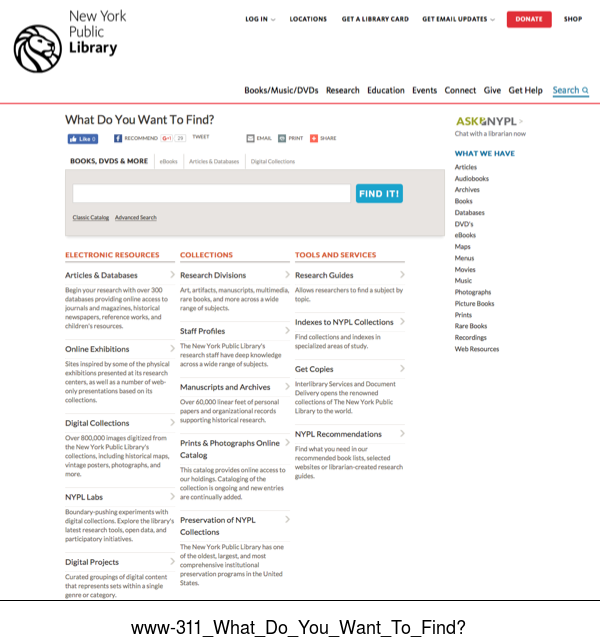 New York
Public
Library
LOG IN
LOCATIONS
GET A LIBRARY CARD
GET EMAIL UPDATES
DONATE
SHOP
Books/Music/DVDs Research Education Events Connect Give Get Help Search
What Do You Want To Find?
Like 0
RECOMMEND
G+1
29
TWEET
EMAIL
PRINT
SHARE
BOOKS, DVDS & MORE
eBooks
Articles & Databases
Digital Collections
FIND IT!
Classic Catalog Advanced Search
ELECTRONIC RESOURCES
Articles & Databases
Begin your research with over 300
databases providing online access to
journals and magazines, historical
newspapers, reference works, and
children's resources.
Online Exhibitions
Sites inspired by some of the physical
exhibitions presented at its research
centers, as well as a number of web-
only presentations based on its
collections.
Digital Collections
Over 800,000 images digitized from
the New York Public Library's
collections, including historical maps,
vintage posters, photographs, and
more.
NYPL Labs
Boundary-pushing experiments with
digital collections. Explore the library's
latest research tools, open data, and
participatory initiatives.
Digital Projects
Curated groupings of digital content
that represents sets within a single
genre or category.
COLLECTIONS
Research Divisions
Art, artifacts, manuscripts, multimedia,
rare books, and more across a wide
range of subjects.
Staff Profiles
The New York Public Library's
research staff have deep knowledge
across a wide range of subjects.
Manuscripts and Archives
Over 60,000 linear feet of personal
papers and organizational records
supporting historical research.
Prints & Photographs Online
Catalog
This catalog provides online access to
our holdings. Cataloging of the
collection is ongoing and new entries
are continually added.
Preservation of NYPL
Collections
The New York Public Library has one
of the oldest, largest, and most
comprehensive institutional
preservation programs in the United
States.
TOOLS AND SERVICES
Research Guides
Allows researchers to find a subject by
topic.
Indexes to NYPL Collections
Find collections and indexes in
specialized areas of study.
Get Copies
Interlibrary Services and Document
Delivery opens the renowned
collections of The New York Public
Library to the world.
NYPL Recommendations
Find what you need in our
recommended book lists, selected
websites or librarian-created research
guides.
ASK NYPL
Chat with a librarian now
WHAT WE HAVE
Articles
Audiobooks
Archives
Books
Databases
DVD's
eBooks
Maps
Menus
Movies
Music
Photographs
Picture Books
Prints
Rare Books
Recordings
Web Resources
www-311_What_Do_You_Want_To_Find?